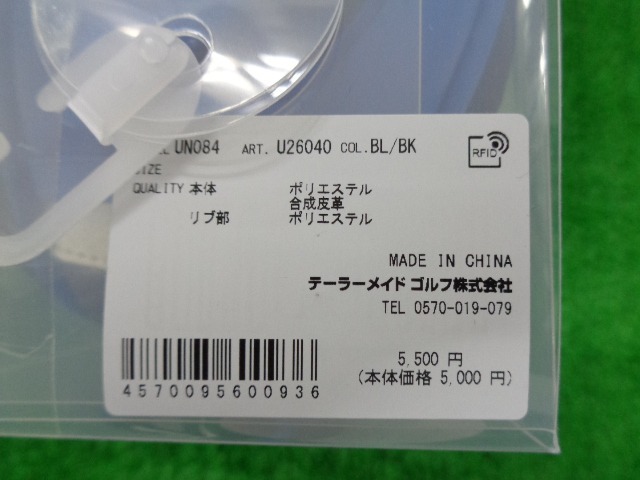 UN084 ART. U26040 COL.BL/BK
RFID
SIZE
QUALITY 本体 ポリエステル
合成皮革
リブ部 ポリエステル
MADE IN CHINA
テーラーメイド ゴルフ株式会社
TEL 0570-019-079
5,500 円
(本体価格 5,000 円)
4570095600936